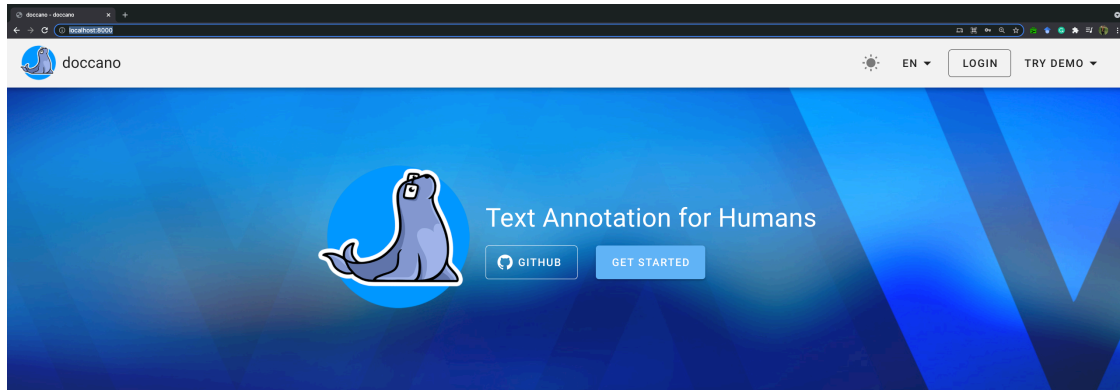 doccano - doccano
localhost:8000
doccano
EN
LOGIN
TRY DEMO
Text Annotation for Humans
GITHUB
GET STARTED